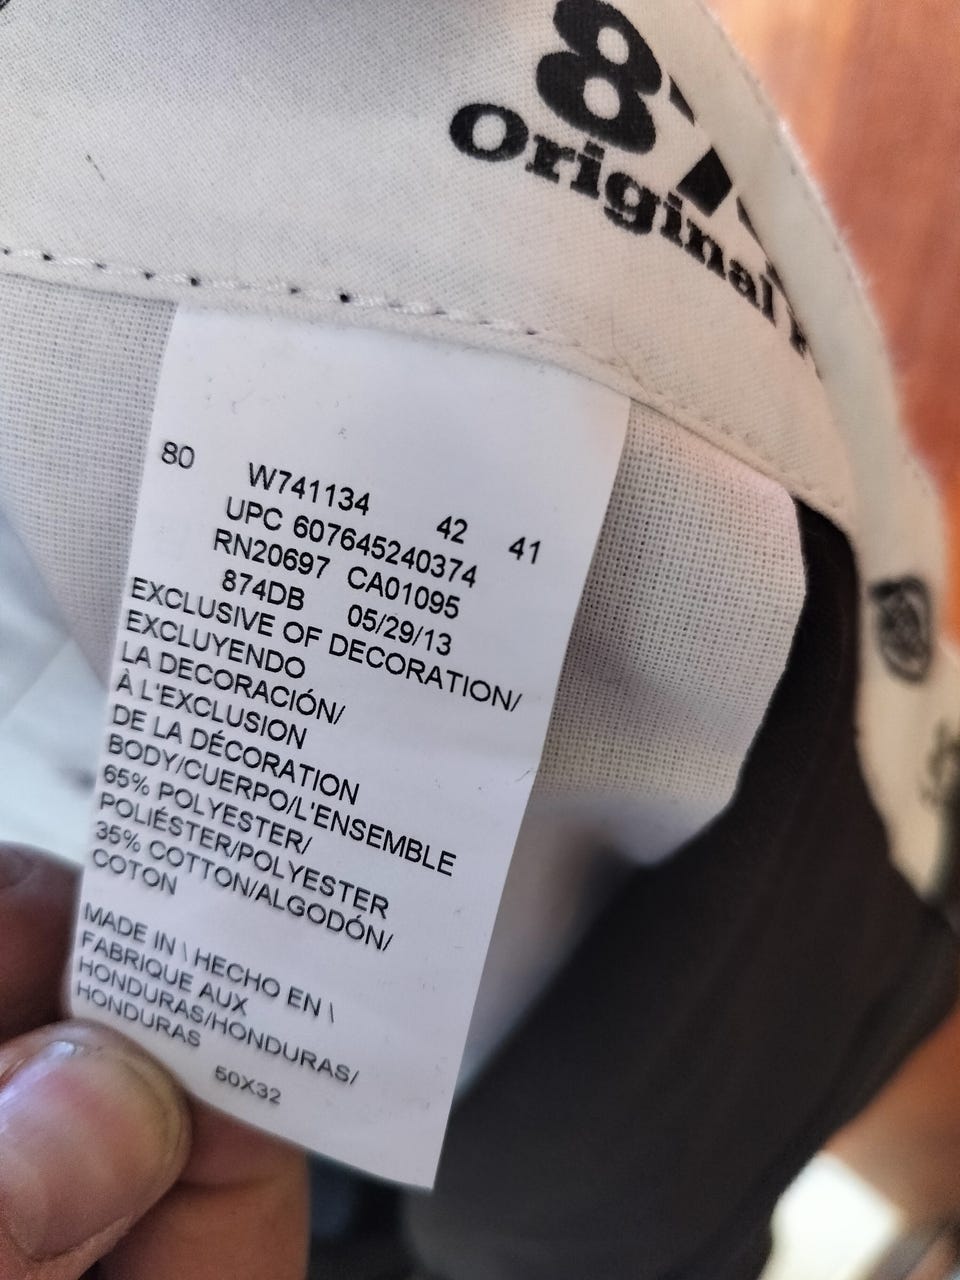 87
Original
80 W741134 42 41
UPC 607645240374
RN20697 CA01095
874DB 05/29/13
EXCLUSIVE OF DECORATION/
EXCLUYENDO
LA DECORACIÓN/
À L'EXCLUSION
DE LA DÉCORATION
BODY/CUERPO/L'ENSEMBLE
65% POLYESTER/
POLIÉSTER/POLYESTER
35% COTTON/ALGODÓN/
COTON
MADE IN \ HECHO EN \
FABRIQUE AUX
HONDURAS/HONDURAS/
HONDURAS
50X32